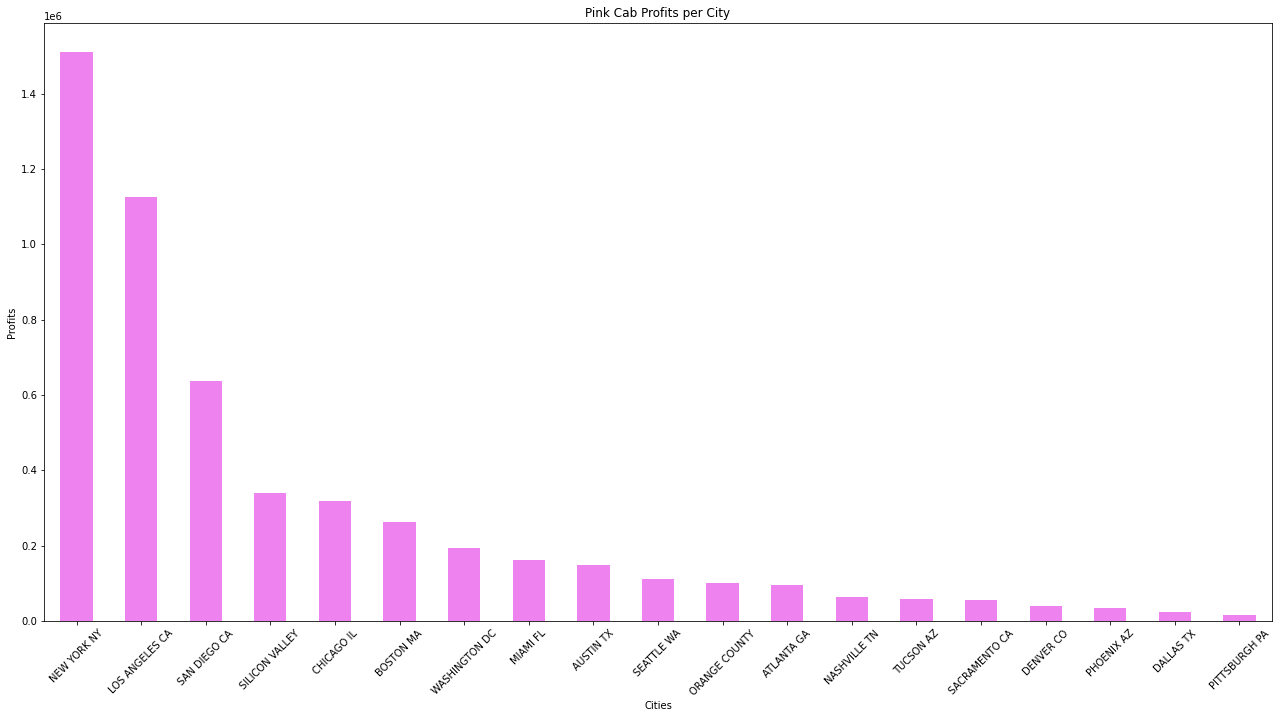 Pink Cab Profits per City
1e6
1.4
1.2
1.0
0.8
0.6
0.4
0.2
0.0
Profits
NEW YORK NY
LOS ANGELES CA
SAN DIEGO CA
SILICON VALLEY
CHICAGO IL
BOSTON MA
WASHINGTON DC
MIAMI FL
AUSTIN TX
SEATTLE WA
ORANGE COUNTY
ATLANTA GA
NASHVILLE TN
TUCSON AZ
SACRAMENTO CA
DENVER CO
PHOENIX AZ
DALLAS TX
PITTSBURGH PA
Cities